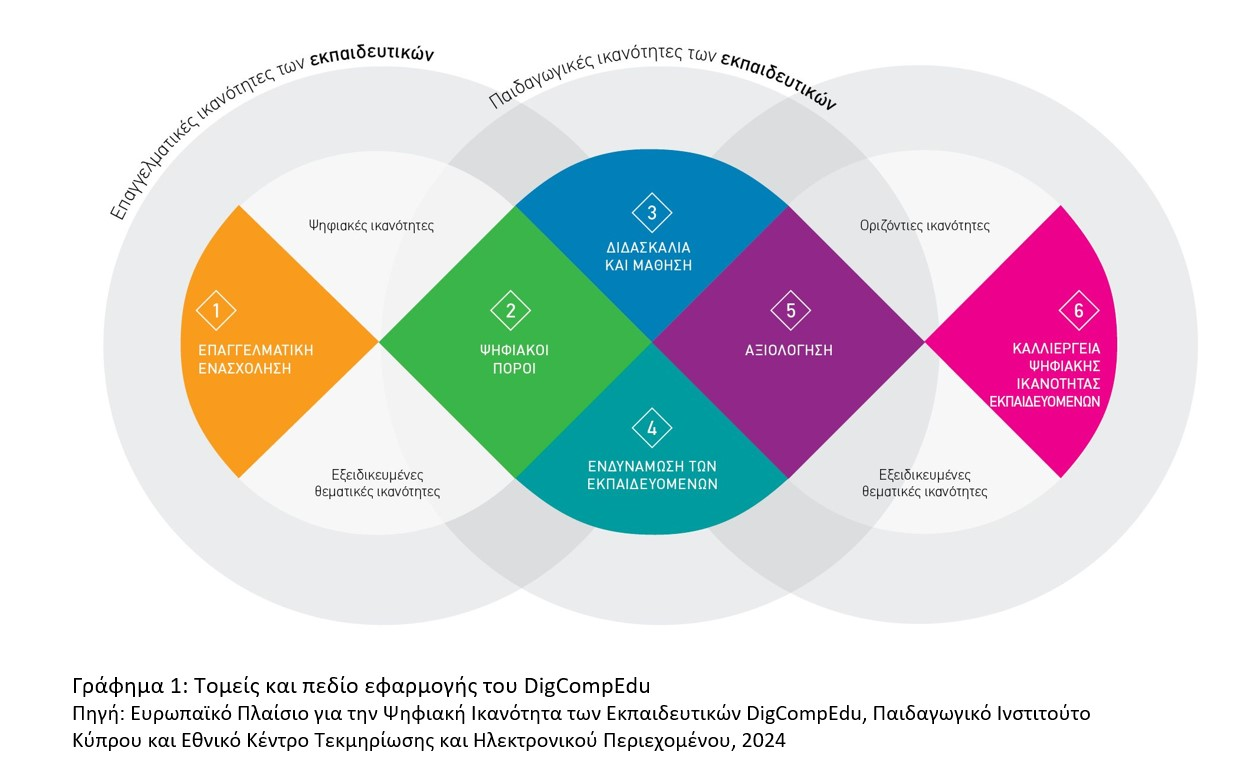 Επαγγελματικές ικανότητες των εκπαιδευτικών
Παιδαγωγικές ικανότητες των εκπαιδευτικών
Ψηφιακές ικανότητες
Οριζόντιες ικανότητες
1
ΕΠΑΓΓΕΛΜΑΤΙΚΗ
ΕΝΑΣΧΟΛΗΣΗ
2
ΨΗΦΙΑΚΟΙ
ΠΟΡΟΙ
3
ΔΙΔΑΣΚΑΛΙΑ
ΚΑΙ ΜΑΘΗΣΗ
4
ΕΝΔΥΝΑΜΩΣΗ ΤΩΝ
ΕΚΠΑΙΔΕΥΟΜΕΝΩΝ
5
ΑΞΙΟΛΟΓΗΣΗ
6
ΚΑΛΛΙΕΡΓΕΙΑ
ΨΗΦΙΑΚΗΣ
ΙΚΑΝΟΤΗΤΑΣ
ΕΚΠΑΙΔΕΥΟΜΕΝΩΝ
Εξειδικευμένες
θεματικές ικανότητες
Εξειδικευμένες
θεματικές ικανότητες
Γράφημα 1: Τομείς και πεδίο εφαρμογής του DigCompEdu
Πηγή: Ευρωπαϊκό Πλαίσιο για την Ψηφιακή Ικανότητα των Εκπαιδευτικών DigCompEdu, Παιδαγωγικό Ινστιτούτο
Κύπρου και Εθνικό Κέντρο Τεκμηρίωσης και Ηλεκτρονικού Περιεχομένου, 2024